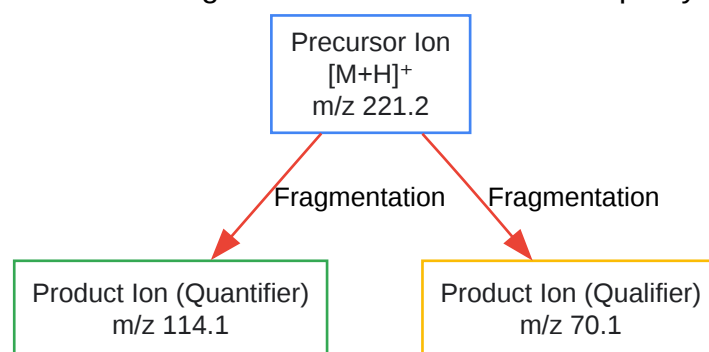 Precursor Ion
[M+H]⁺
m/z 221.2
Fragmentation
Fragmentation
Product Ion (Quantifier)
m/z 114.1
Product Ion (Qualifier)
m/z 70.1